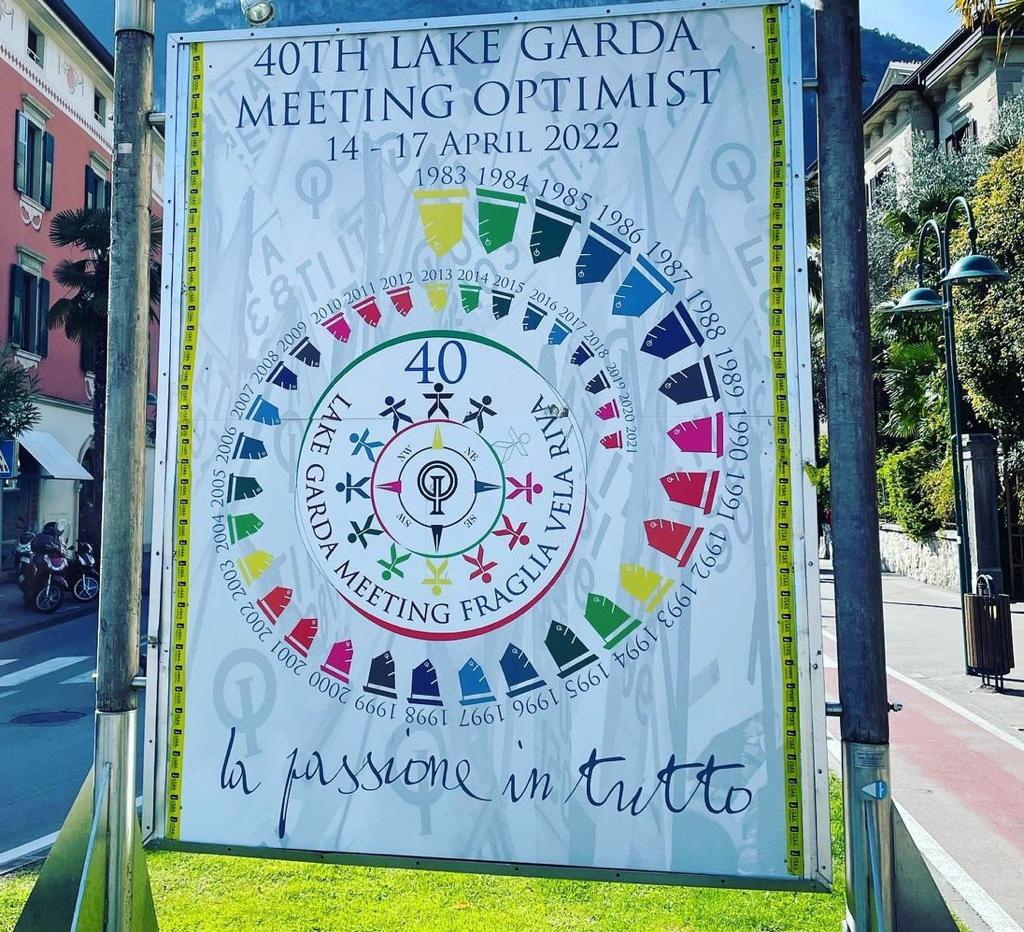 40TH LAKE GARDA
MEETING OPTIMIST
14 - 17 APRIL 2022
1983 1984 1985 1986 1987 1988 1989 1990 1991 1992 1993 1994 1995 1996 1997 1998 1999 2000 2001 2002 2003 2004 2005 2006 2007 2008 2009 2010 2011 2012 2013 2014 2015 2016 2017 2018 2019 2020 2021
40
LAKE GARDA MEETING FRAGLIA VELA RIVA
NW NE
SW SE
la passione in tutto